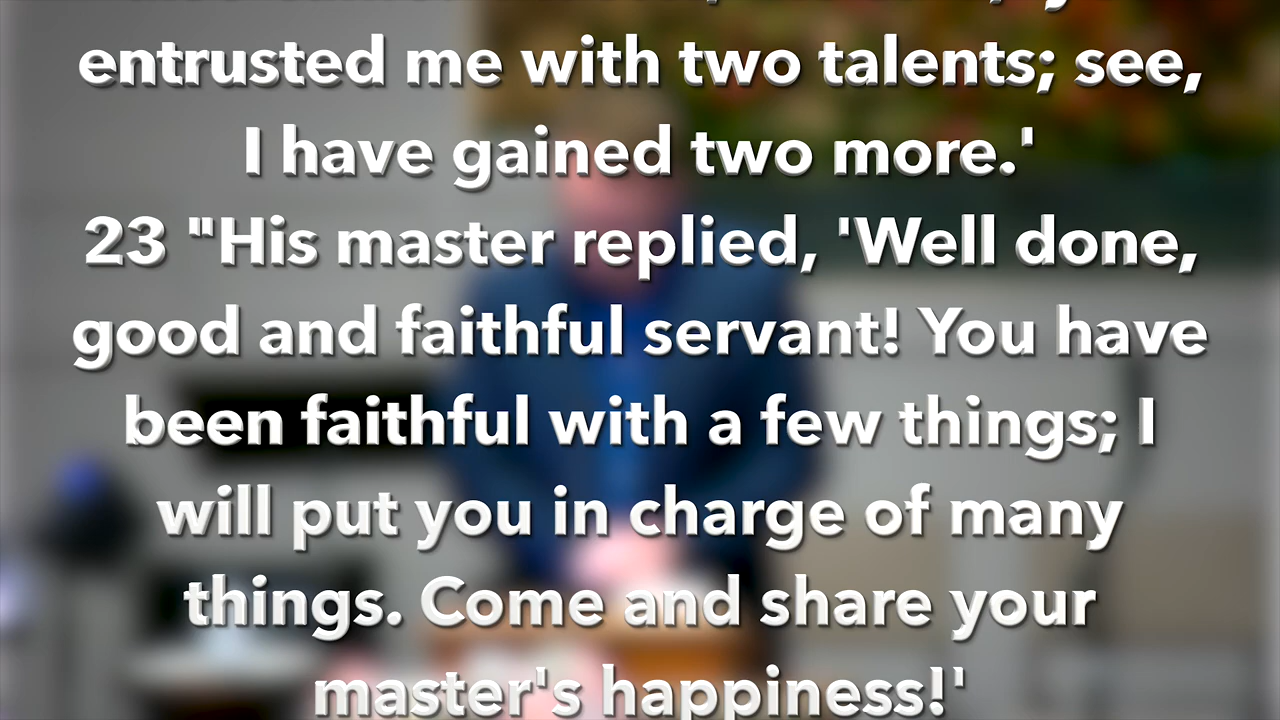 entrusted me with two talents; see,
I have gained two more.'
23 "His master replied, 'Well done,
good and faithful servant! You have
been faithful with a few things; I
will put you in charge of many
things. Come and share your
master's happiness!'